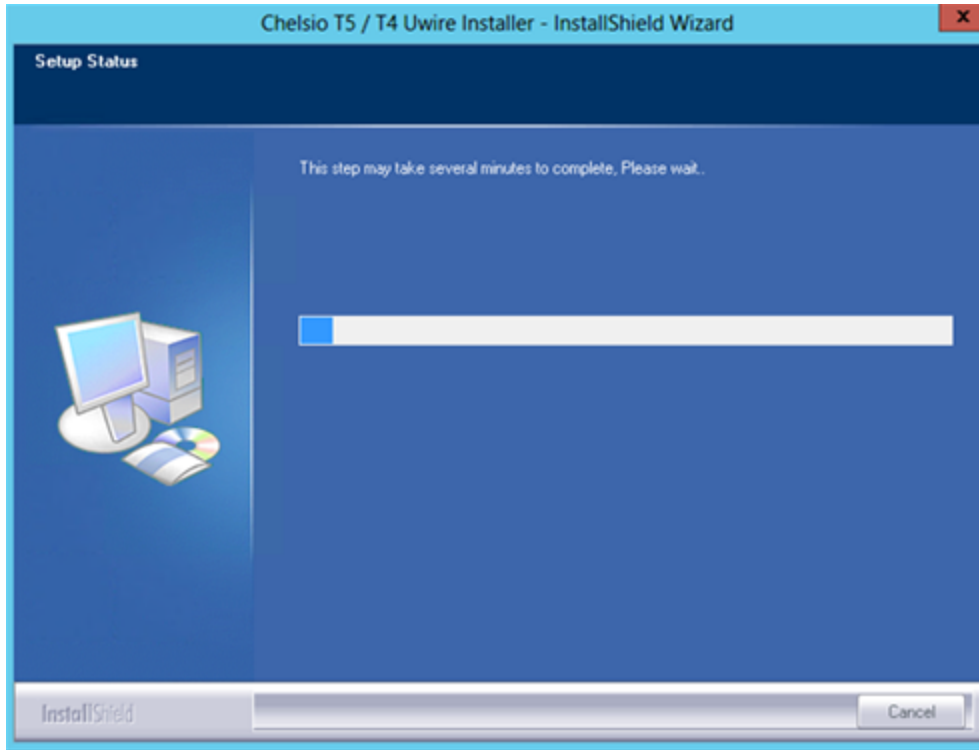 Chelsio T5 / T4 Uwire Installer - InstallShield Wizard
x
Setup Status
This step may take several minutes to complete, Please wait..
InstallShield
Cancel